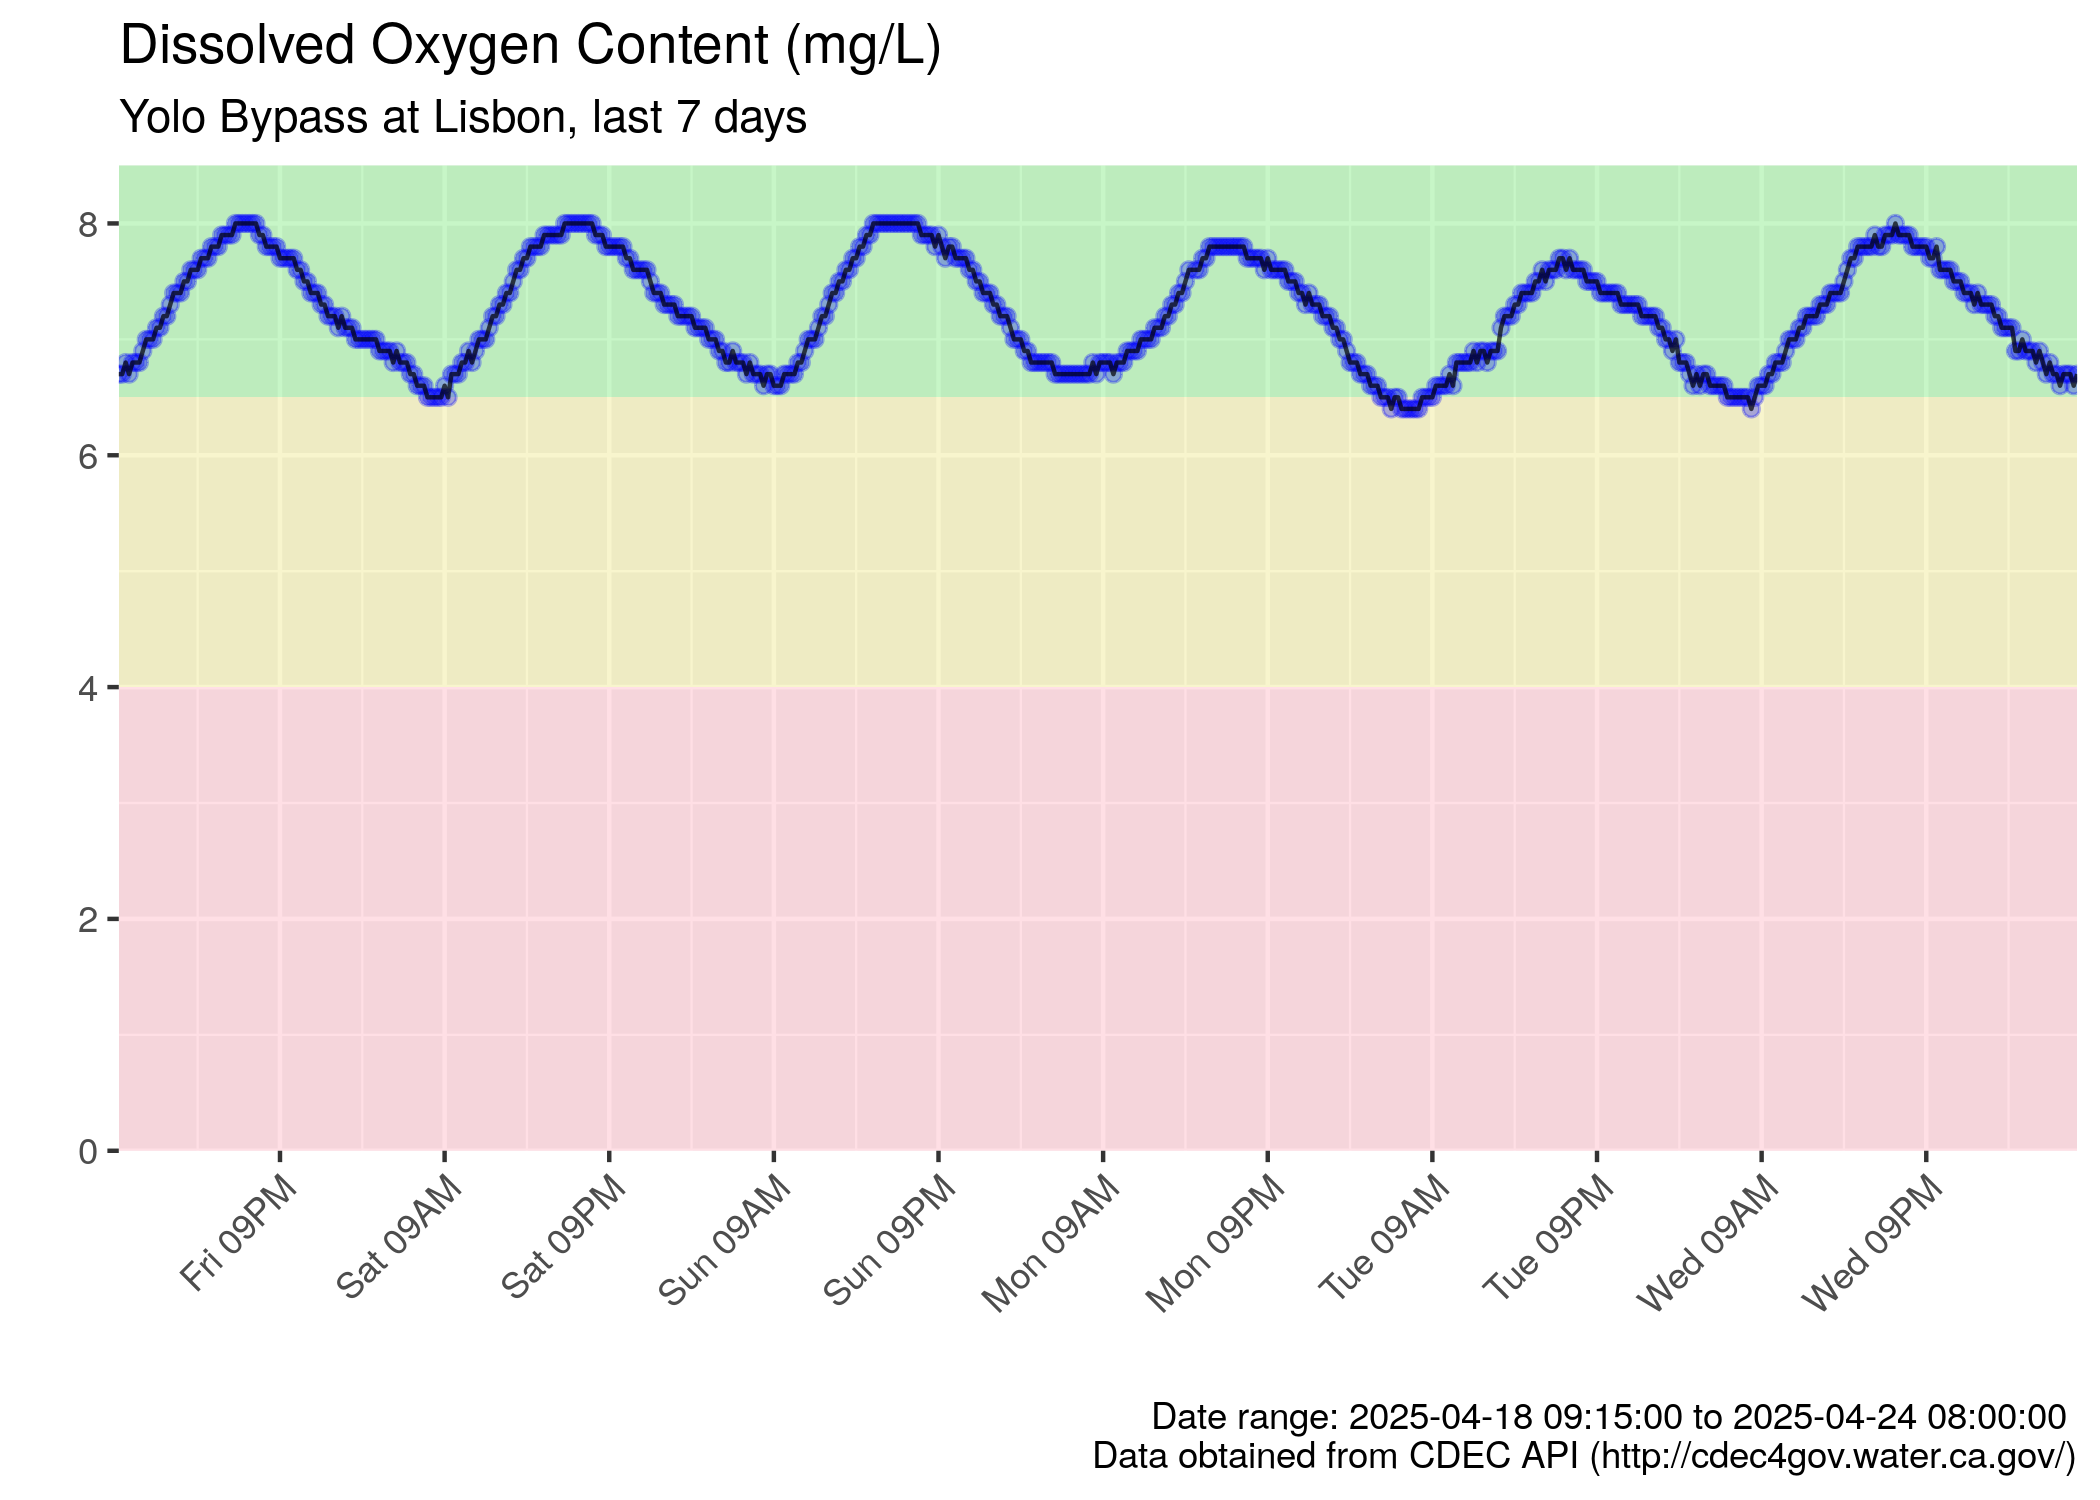 Dissolved Oxygen Content (mg/L)
Yolo Bypass at Lisbon, last 7 days
8
6
4
2
0
Fri 09PM
Sat 09AM
Sat 09PM
Sun 09AM
Sun 09PM
Mon 09AM
Mon 09PM
Tue 09AM
Tue 09PM
Wed 09AM
Wed 09PM
Date range: 2025-04-18 09:15:00 to 2025-04-24 08:00:00
Data obtained from CDEC API (http://cdec4gov.water.ca.gov/)